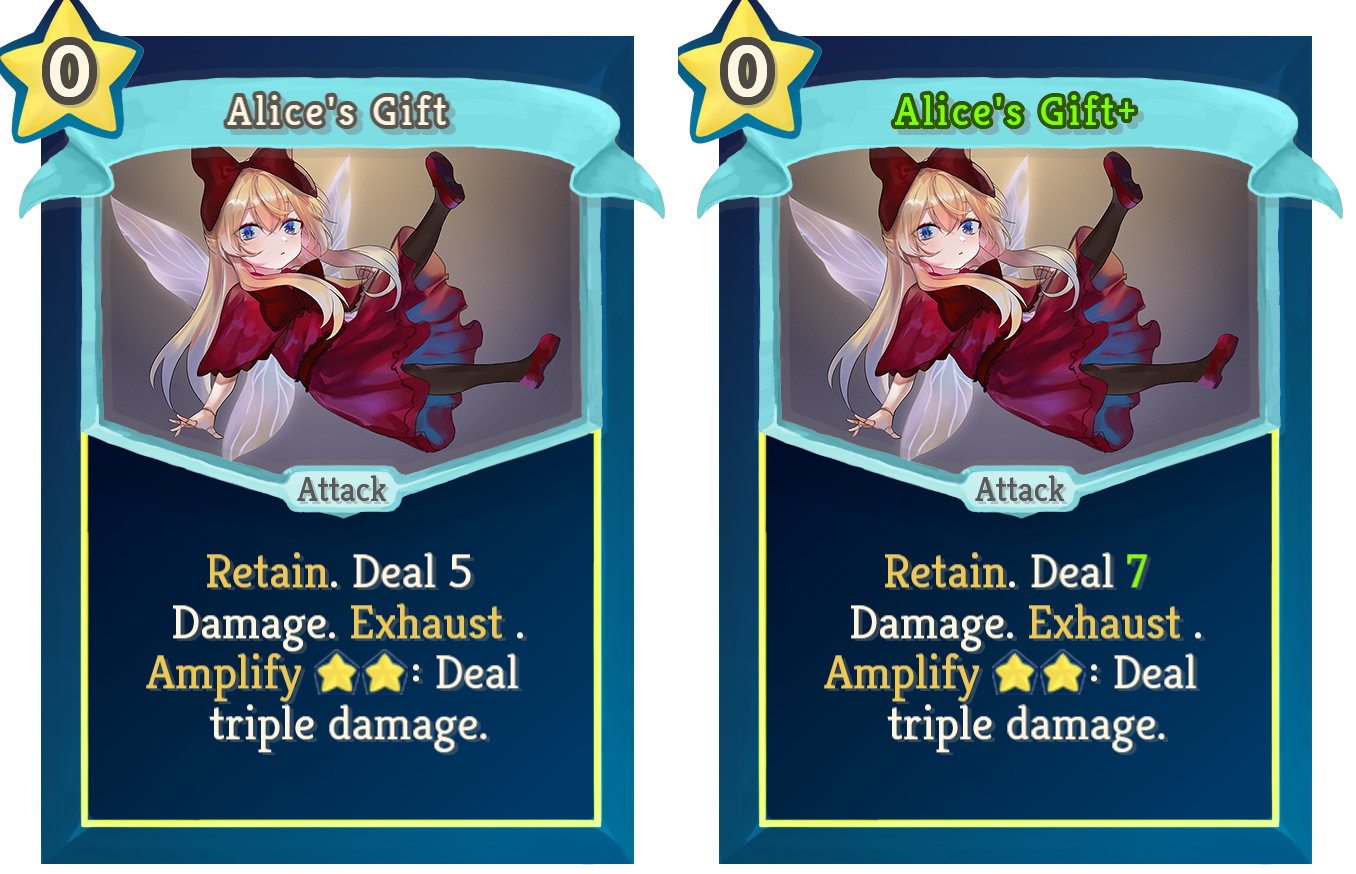 0
Alice's Gift
Attack
Retain. Deal 5
Damage. Exhaust .
Amplify ⭐⭐: Deal
triple damage.
0
Alice's Gift+
Attack
Retain. Deal 7
Damage. Exhaust .
Amplify ⭐⭐: Deal
triple damage.